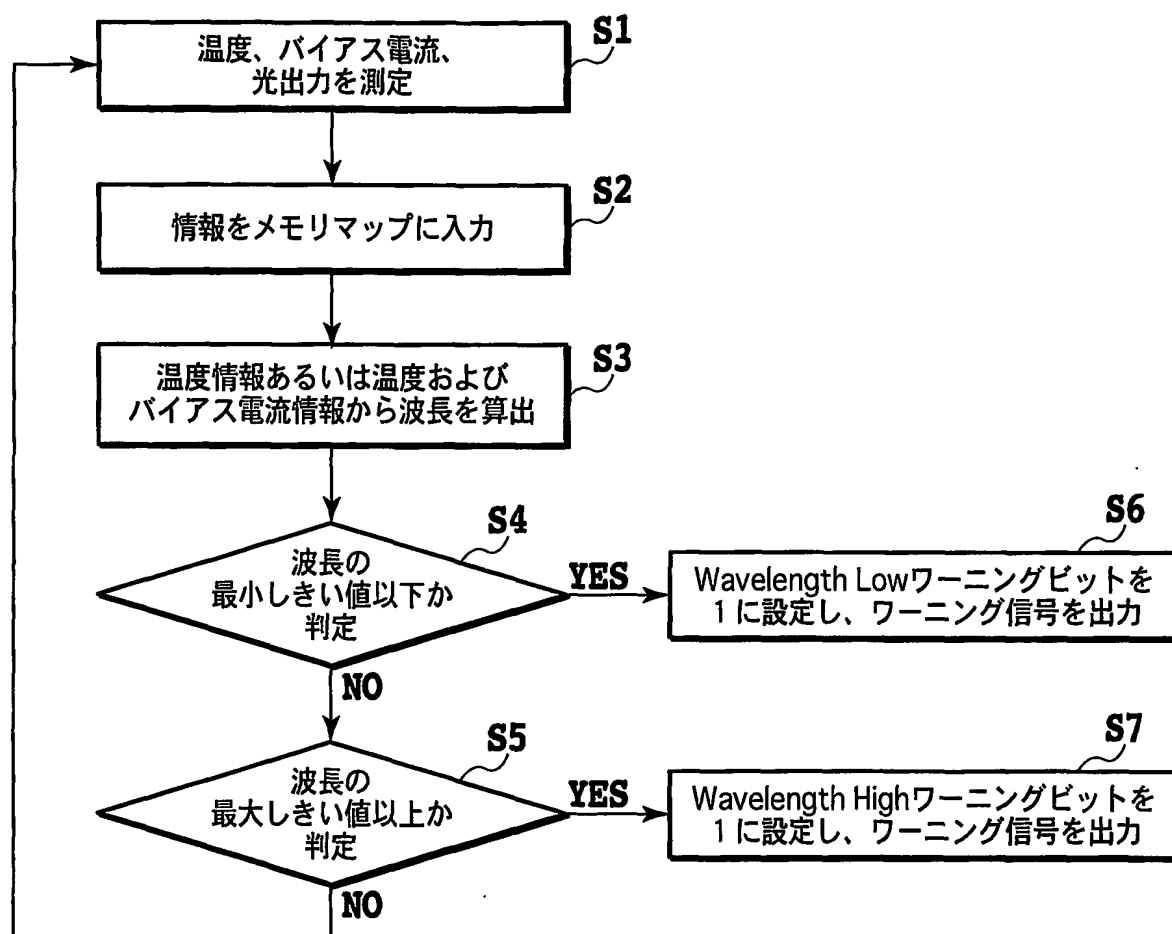 S1
温度、バイアス電流、
光出力を測定
S2
情報をメモリマップに入力
S3
温度情報あるいは温度および
バイアス電流情報から波長を算出
S4
波長の
最小しきい値以下か
判定
YES
NO
S6
Wavelength Lowワーニングビットを
1に設定し、ワーニング信号を出力
S5
波長の
最大しきい値以上か
判定
YES
NO
S7
Wavelength Highワーニングビットを
1に設定し、ワーニング信号を出力